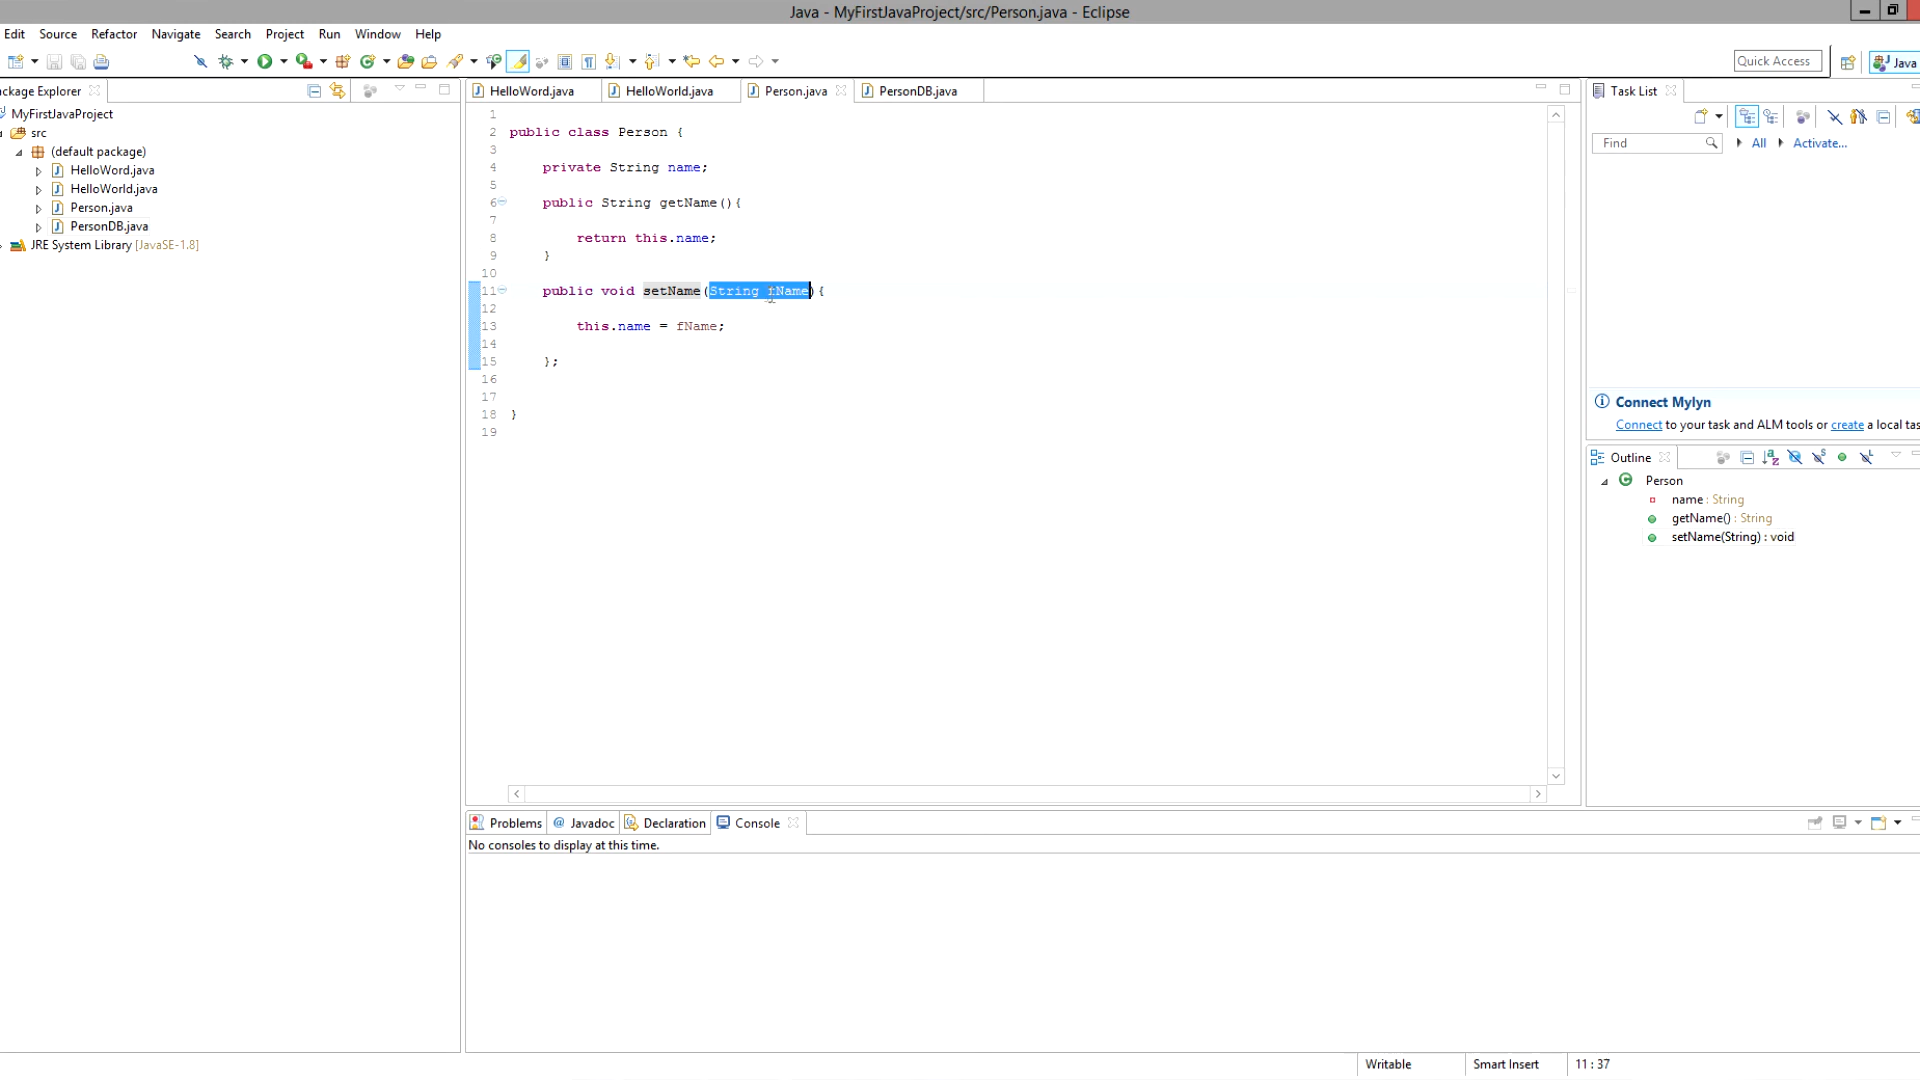 Java - MyFirstJavaProject/src/Person.java - Eclipse
Edit Source Refactor Navigate Search Project Run Window Help
Quick Access Java
ackage Explorer
MyFirstJavaProject
src
(default package)
HelloWord.java
HelloWorld.java
Person.java
PersonDB.java
JRE System Library [JavaSE-1.8]
HelloWord.java HelloWorld.java Person.java PersonDB.java
1
2 public class Person {
3
4 private String name;
5
6 public String getName(){
7
8 return this.name;
9 }
10
11 public void setName(String fName){
12
13 this.name = fName;
14
15 };
16
17
18 }
19
Task List
Find All Activate...
Connect Mylyn
Connect to your task and ALM tools or create a local tas
Outline
Person
name : String
getName() : String
setName(String) : void
Problems @ Javadoc Declaration Console
No consoles to display at this time.
Writable Smart Insert 11 : 37